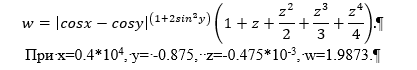 w = |cosx − cosy|^(1+2sin²y) (1 + z + z²/2 + z³/3 + z⁴/4).¶
При·x=0.4*10⁴,·y=·-0.875,··z=-0.475*10⁻³,·w=1.9873.¶